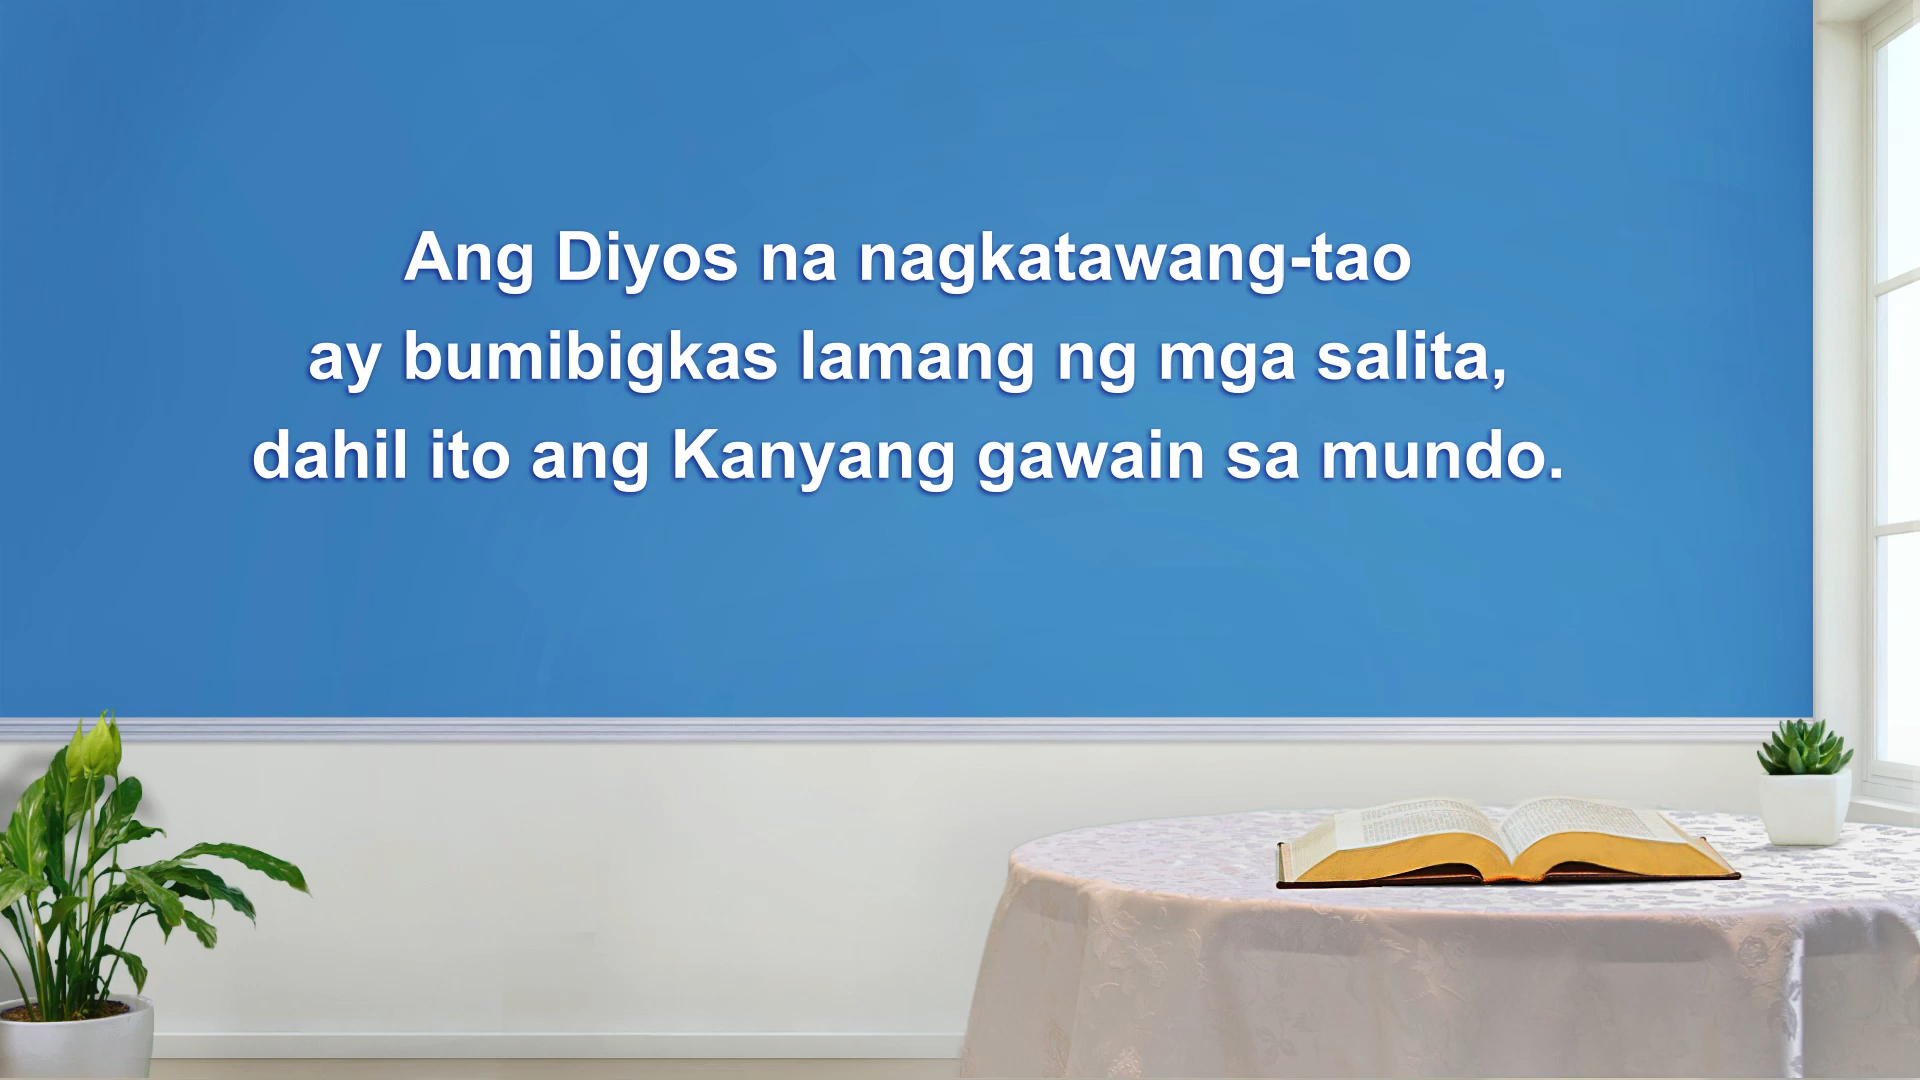 Ang Diyos na nagkatawang-tao
ay bumibigkas lamang ng mga salita,
dahil ito ang Kanyang gawain sa mundo.